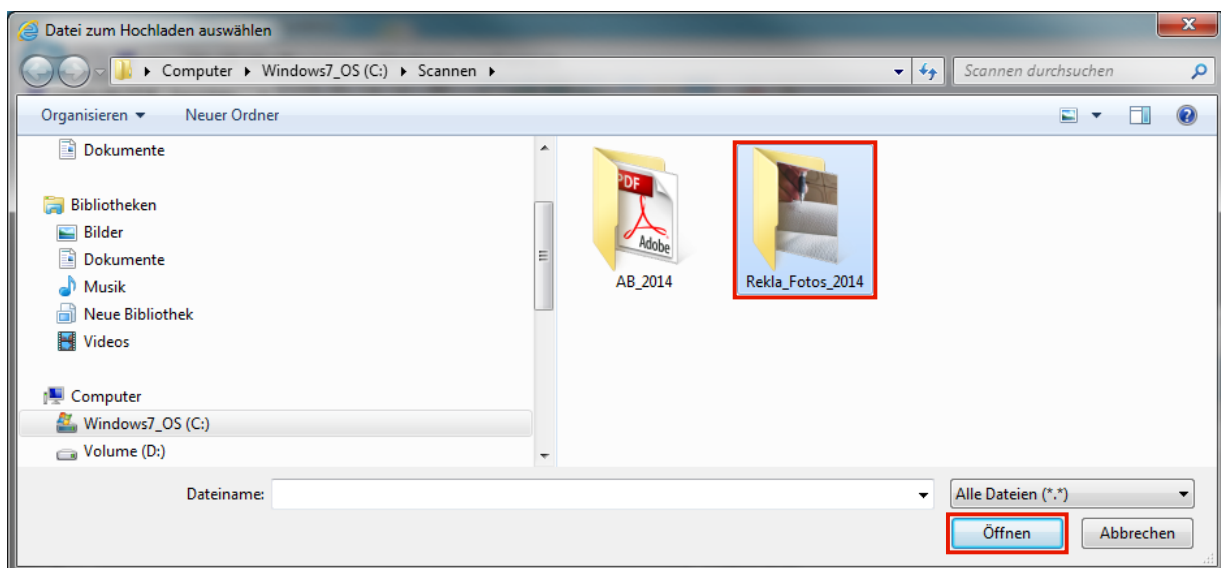 Datei zum Hochladen auswählen
Computer Windows7_OS (C:) Scannen
Scannen durchsuchen
Organisieren Neuer Ordner
Dokumente
Bibliotheken
Bilder
Dokumente
Musik
Neue Bibliothek
Videos
Computer
Windows7_OS (C:)
Volume (D:)
PDF
Adobe
AB_2014
Rekla_Fotos_2014
Dateiname:
Alle Dateien (*.*)
Öffnen Abbrechen